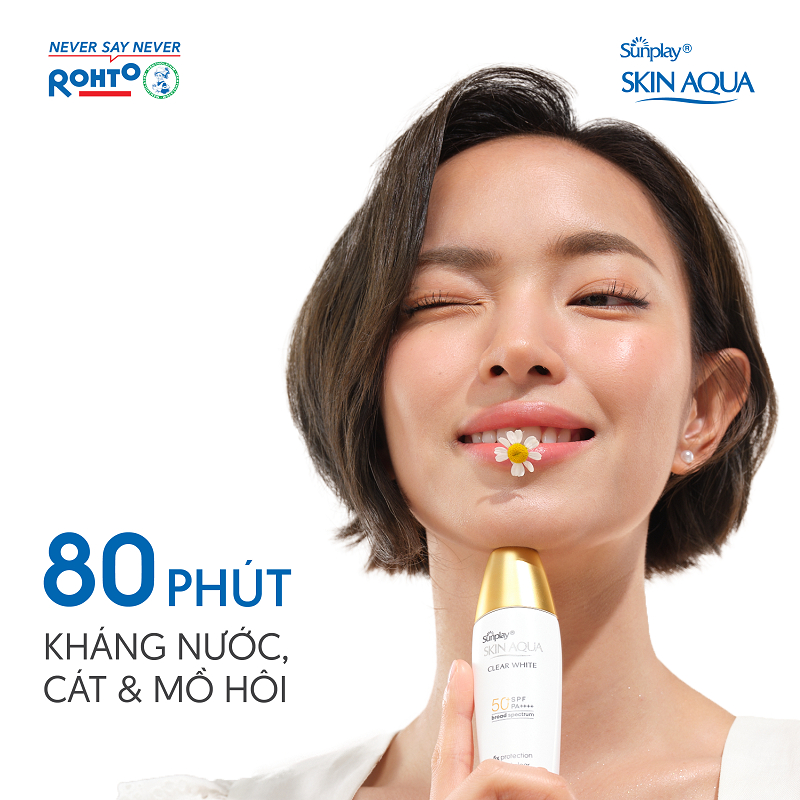 NEVER SAY NEVER
ROHTO
Sunplay®
SKIN AQUA
80 PHÚT
KHÁNG NƯỚC,
CÁT & MỒ HÔI
Sunplay®
SKIN AQUA
CLEAR WHITE
50+ SPF
PA++++
broad spectrum
protection